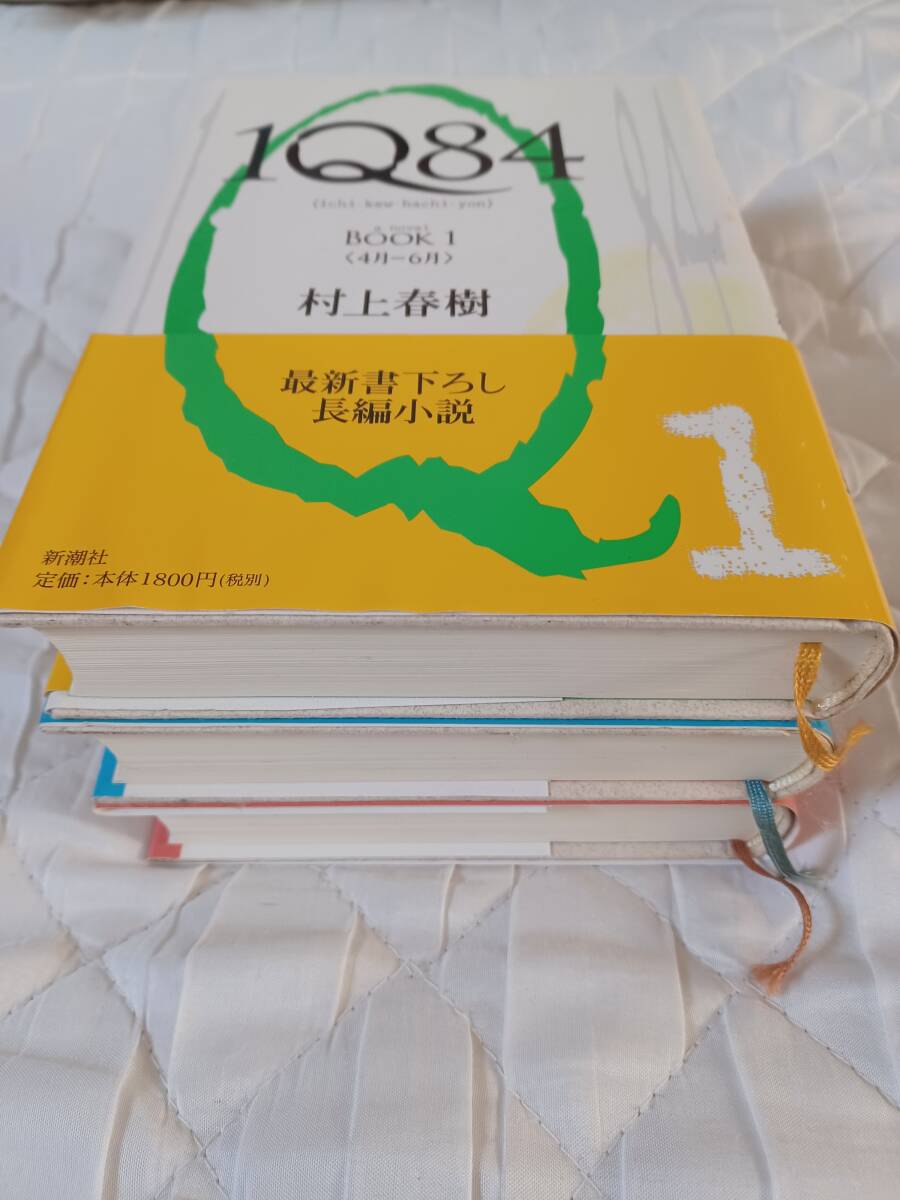 1Q84
(ichi-kew-hachi-yon)
a novel
BOOK 1
〈4月-6月〉
村上春樹
最新書下ろし
長編小説
1
新潮社
定価：本体1800円(税別)